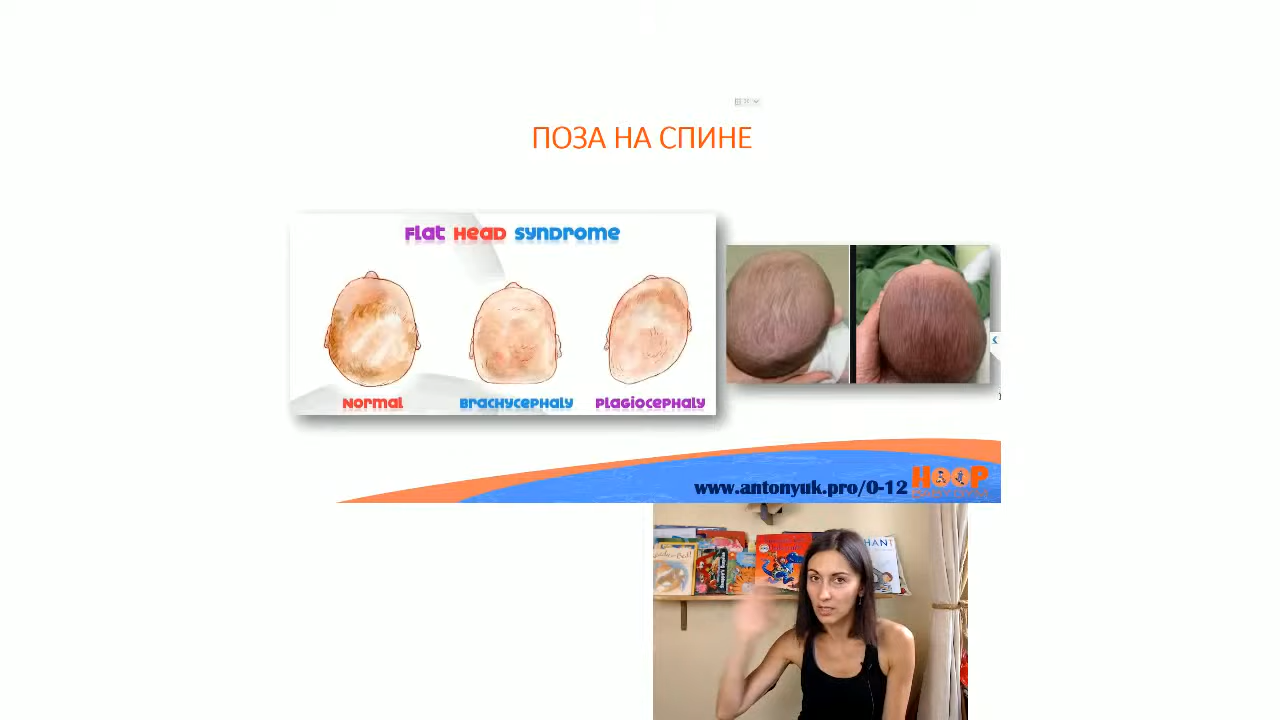 ПОЗА НА СПИНЕ
Flat Head Syndrome
Normal
Brachycephaly
Plagiocephaly
www.antonyuk.pro/0-12
HOOP